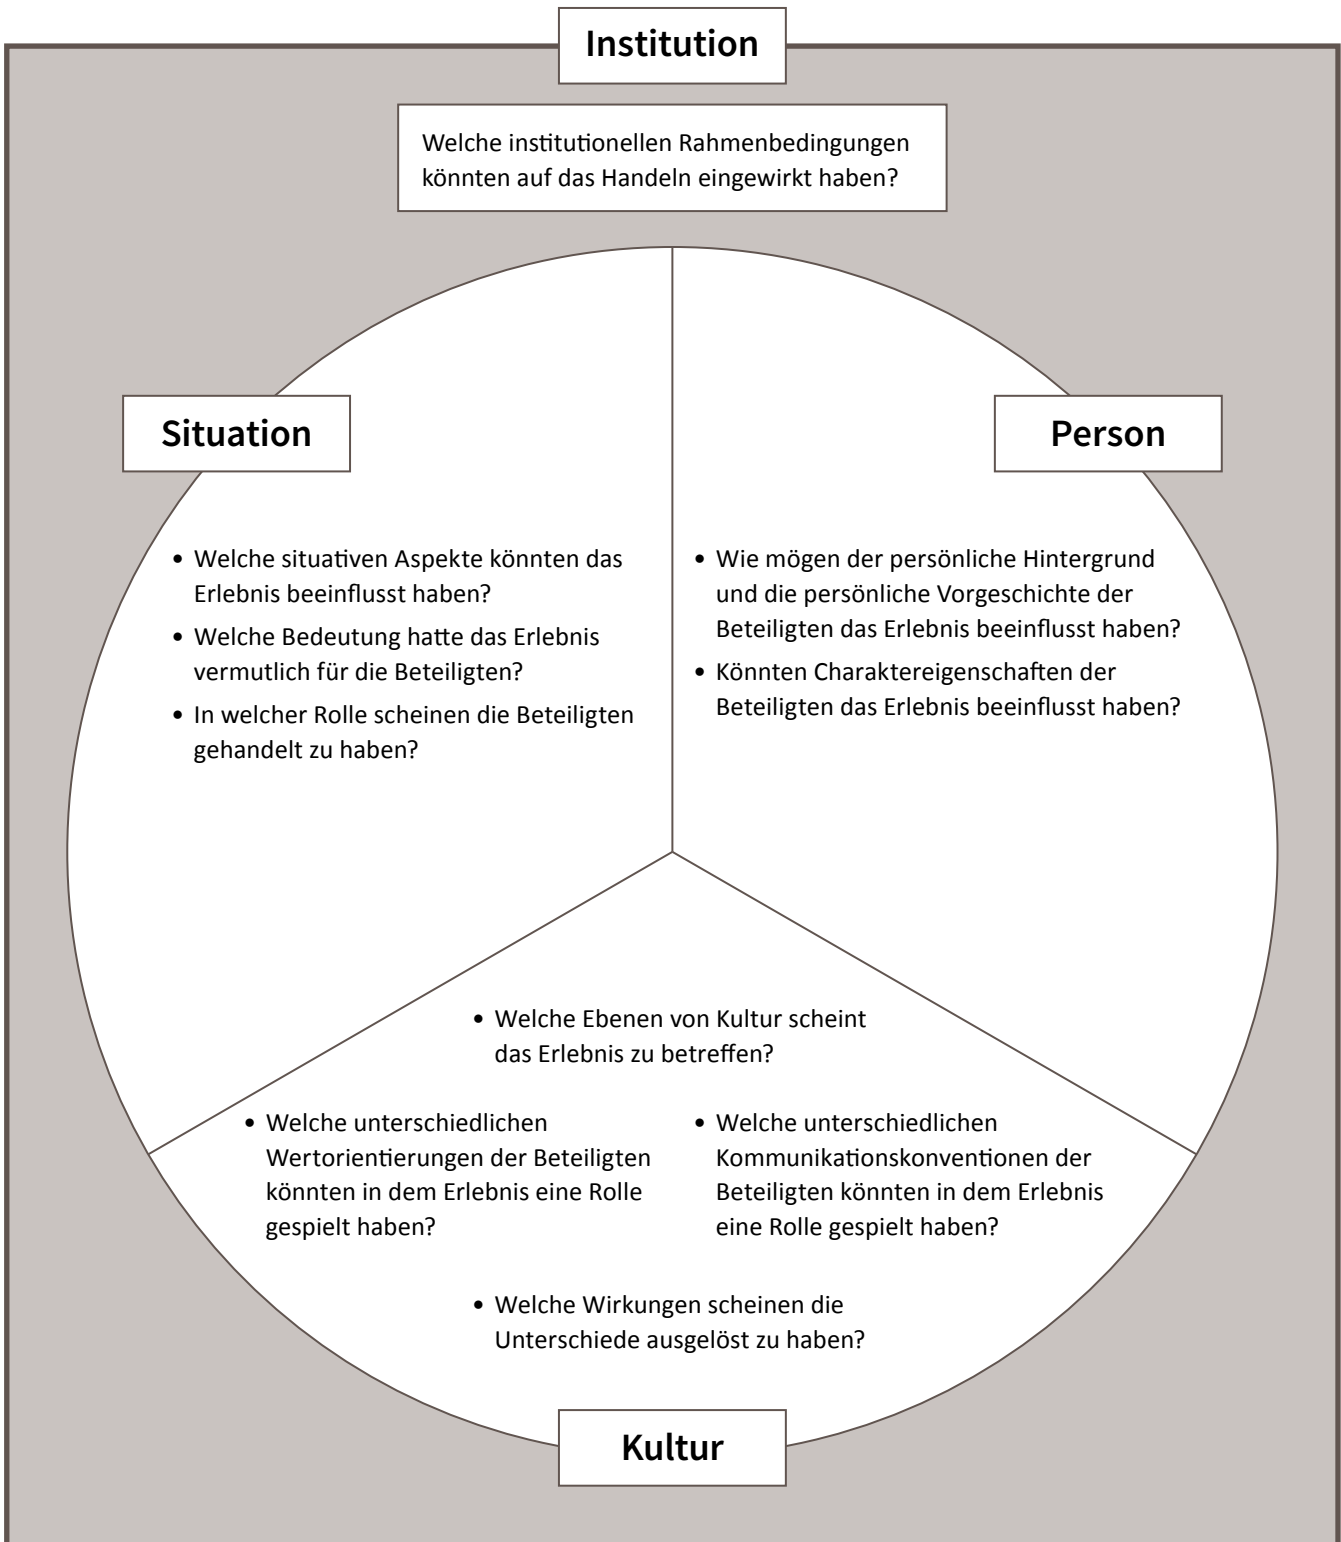 Institution
Welche institutionellen Rahmenbedingungen
könnten auf das Handeln eingewirkt haben?
Situation
• Welche situativen Aspekte könnten das
Erlebnis beeinflusst haben?
• Welche Bedeutung hatte das Erlebnis
vermutlich für die Beteiligten?
• In welcher Rolle scheinen die Beteiligten
gehandelt zu haben?
Person
• Wie mögen der persönliche Hintergrund
und die persönliche Vorgeschichte der
Beteiligten das Erlebnis beeinflusst haben?
• Könnten Charaktereigenschaften der
Beteiligten das Erlebnis beeinflusst haben?
• Welche Ebenen von Kultur scheint
das Erlebnis zu betreffen?
• Welche unterschiedlichen
Wertorientierungen der Beteiligten
könnten in dem Erlebnis eine Rolle
gespielt haben?
• Welche unterschiedlichen
Kommunikationskonventionen der
Beteiligten könnten in dem Erlebnis
eine Rolle gespielt haben?
• Welche Wirkungen scheinen die
Unterschiede ausgelöst zu haben?
Kultur